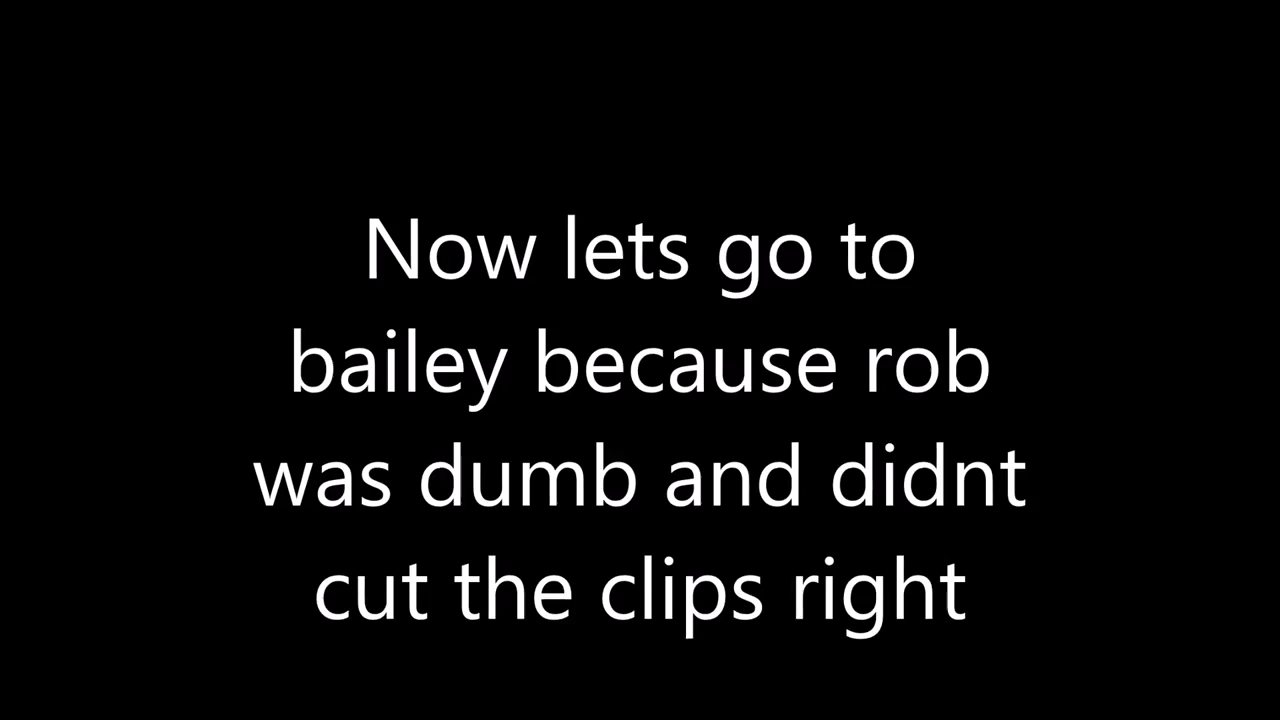 Now lets go to
bailey because rob
was dumb and didnt
cut the clips right